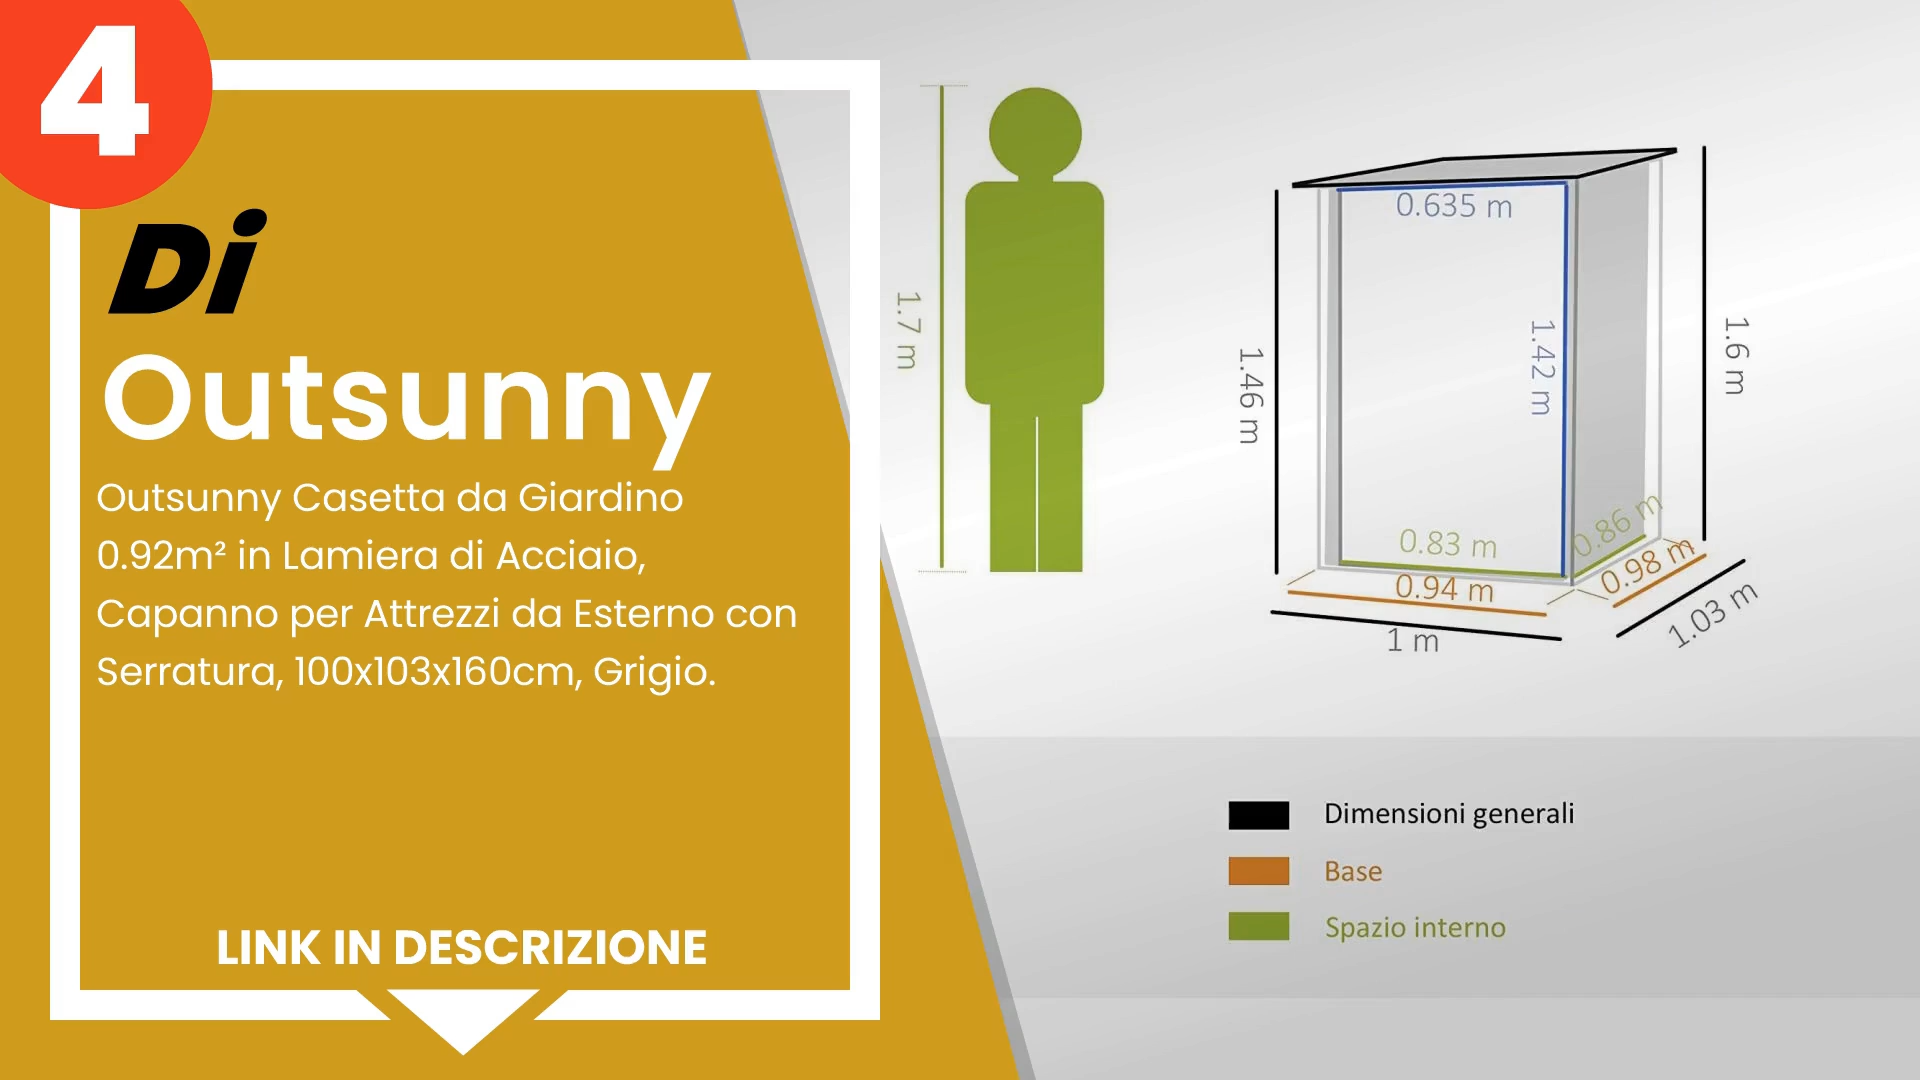 4
Di
Outsunny
Outsunny Casetta da Giardino
0.92m² in Lamiera di Acciaio,
Capanno per Attrezzi da Esterno con
Serratura, 100x103x160cm, Grigio.
LINK IN DESCRIZIONE
1.7 m
0.635 m
1.42 m
1.46 m
1.6 m
0.83 m
0.86 m
0.94 m
0.98 m
1 m
1.03 m
Dimensioni generali
Base
Spazio interno